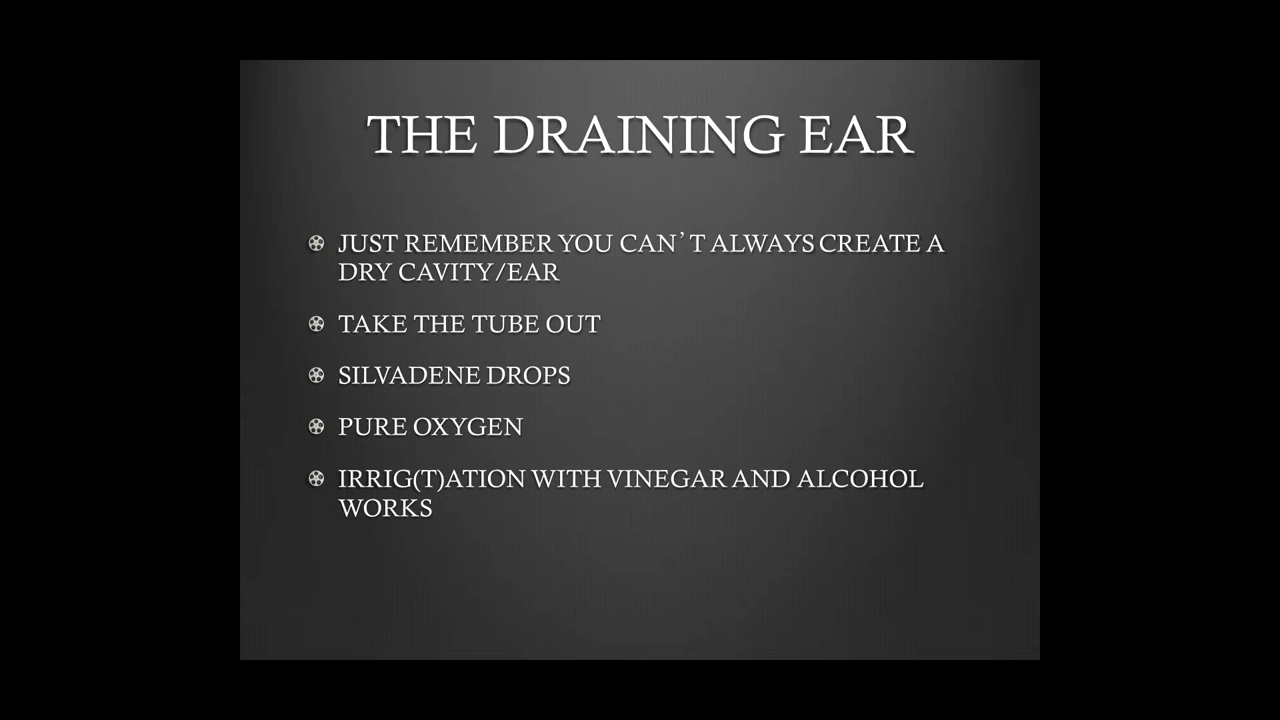 THE DRAINING EAR
JUST REMEMBER YOU CAN’T ALWAYS CREATE A
DRY CAVITY/EAR
TAKE THE TUBE OUT
SILVADENE DROPS
PURE OXYGEN
IRRIG(T)ATION WITH VINEGAR AND ALCOHOL
WORKS